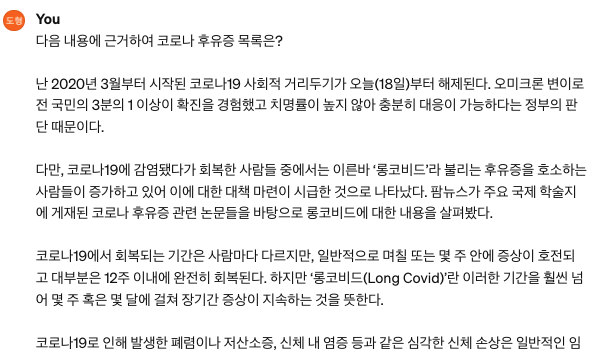 도형
You
다음 내용에 근거하여 코로나 후유증 목록은?
난 2020년 3월부터 시작된 코로나19 사회적 거리두기가 오늘(18일)부터 해제된다. 오미크론 변이로
전 국민의 3분의 1 이상이 확진을 경험했고 치명률이 높지 않아 충분히 대응이 가능하다는 정부의 판
단 때문이다.
다만, 코로나19에 감염됐다가 회복한 사람들 중에서는 이른바 ‘롱코비드’라 불리는 후유증을 호소하는
사람들이 증가하고 있어 이에 대한 대책 마련이 시급한 것으로 나타났다. 팜뉴스가 주요 국제 학술지
에 게재된 코로나 후유증 관련 논문들을 바탕으로 롱코비드에 대한 내용을 살펴봤다.
코로나19에서 회복되는 기간은 사람마다 다르지만, 일반적으로 며칠 또는 몇 주 안에 증상이 호전되
고 대부분은 12주 이내에 완전히 회복된다. 하지만 ‘롱코비드(Long Covid)’란 이러한 기간을 훨씬 넘
어 몇 주 혹은 몇 달에 걸쳐 장기간 증상이 지속하는 것을 뜻한다.
코로나19로 인해 발생한 폐렴이나 저산소증, 신체 내 염증 등과 같은 심각한 신체 손상은 일반적인 임